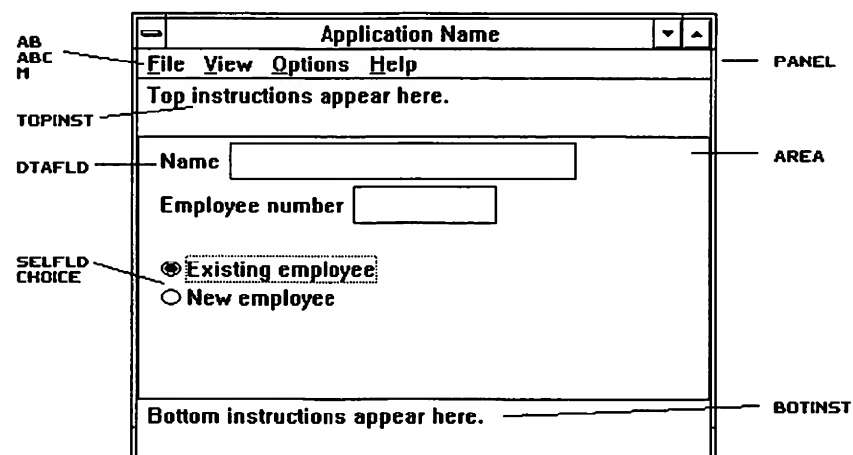 Application Name
AB
ABC
M
File View Options Help
PANEL
Top instructions appear here.
TOPINST
DTAFLD
Name
AREA
Employee number
SELFLD
CHOICE
Existing employee
New employee
Bottom instructions appear here.
BOTINST